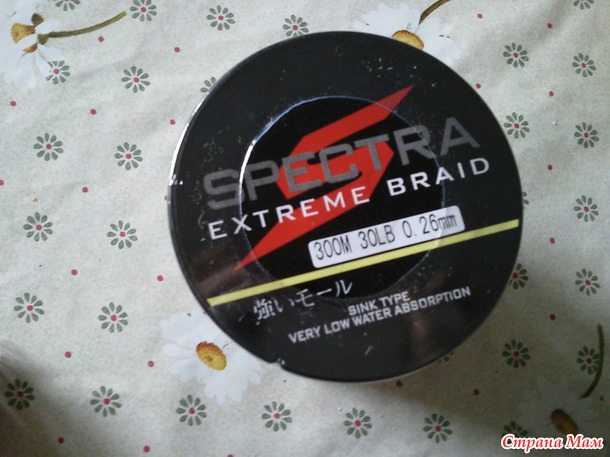 SPECTRA
EXTREME BRAID
300M 30LB 0.26mm
強いモール
SINK TYPE
VERY LOW WATER ABSORPTION
Страна Мам